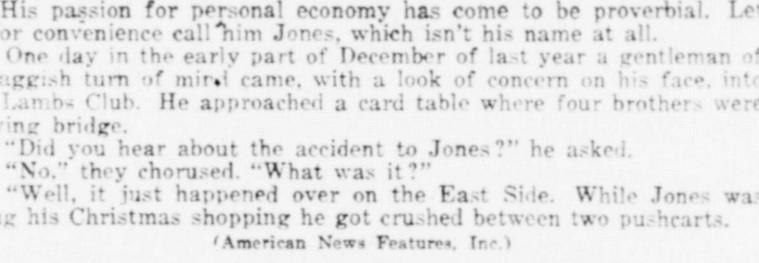 His passion for personal economy has come to be proverbial. Let
or convenience call him Jones, which isn't his name at all.
One day in the early part of December of last year a gentleman of
aggish turn of mind came, with a look of concern on his face, into
Lambs Club. He approached a card table where four brothers were
ing bridge.
"Did you hear about the accident to Jones?" he asked.
"No," they chorused. "What was it?"
"Well, it just happened over on the East Side. While Jones was
g his Christmas shopping he got crushed between two pushcarts.
(American News Features, Inc.)